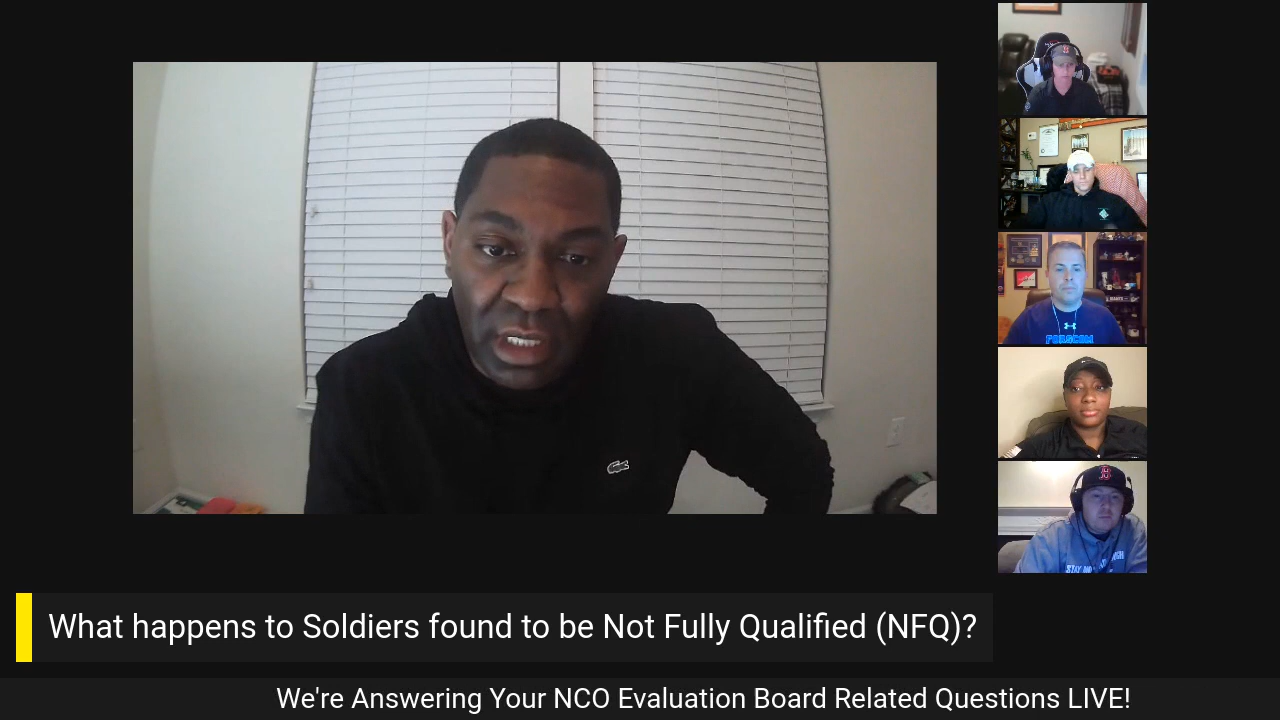 FORSCOM
What happens to Soldiers found to be Not Fully Qualified (NFQ)?
We're Answering Your NCO Evaluation Board Related Questions LIVE!